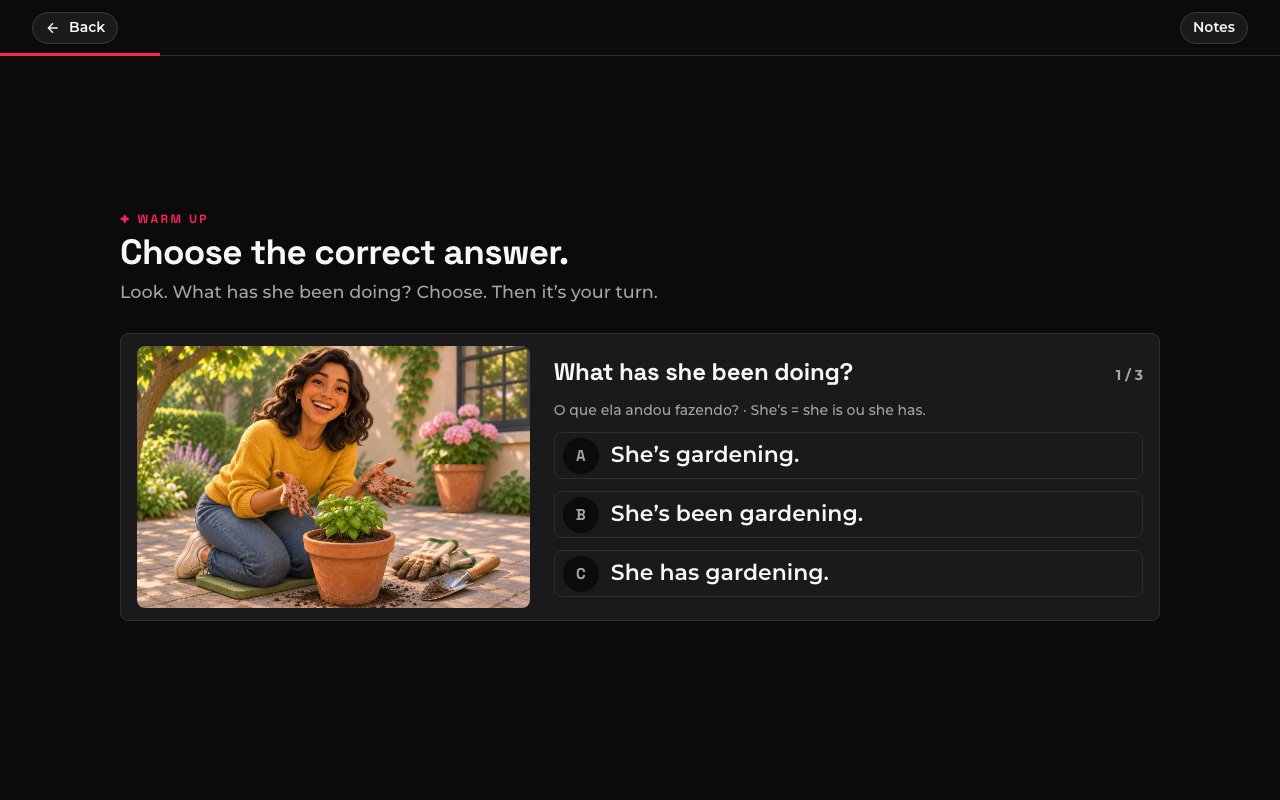 ← Back
Notes
✦ WARM UP
Choose the correct answer.
Look. What has she been doing? Choose. Then it’s your turn.
What has she been doing?
1 / 3
O que ela andou fazendo? · She’s = she is ou she has.
A She’s gardening.
B She’s been gardening.
C She has gardening.